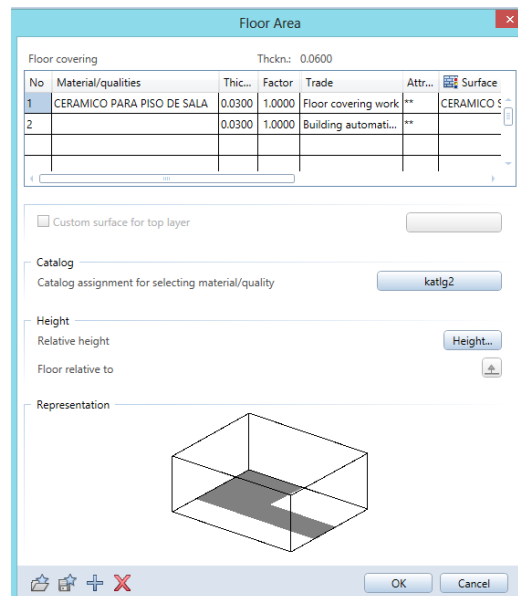 Floor Area
Floor covering Thckn.: 0.0600
No Material/qualities Thic... Factor Trade Attr... Surface
1 CERAMICO PARA PISO DE SALA 0.0300 1.0000 Floor covering work ** CERAMICO S
2 0.0300 1.0000 Building automati... **
Custom surface for top layer
Catalog
Catalog assignment for selecting material/quality katlg2
Height
Relative height Height...
Floor relative to
Representation
OK Cancel